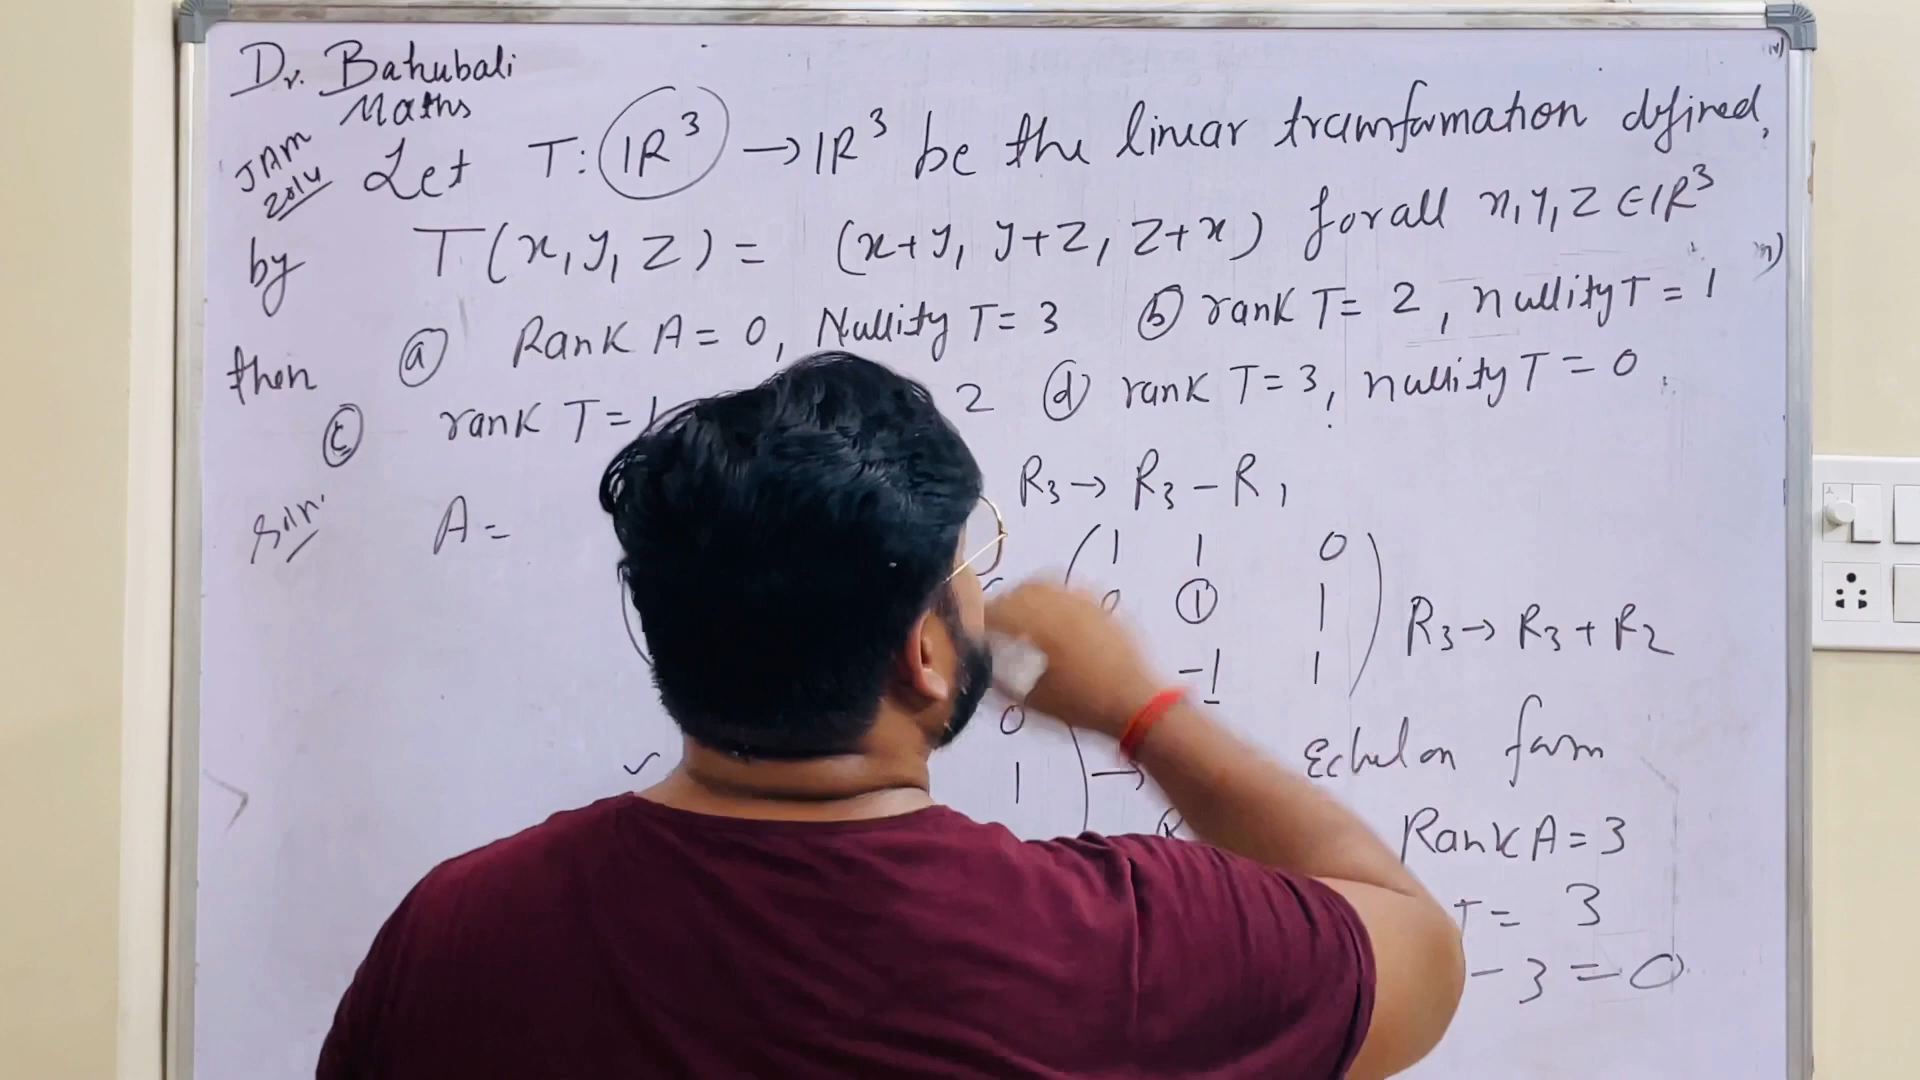 Dr. Bahubali
Maths
JAM
2014
Let T: IR³ → IR³ be the linear tranformation defined,
by T(x, y, z) = (x+y, y+z, z+x) for all x, y, z ∈ IR³
then ⓐ Rank A = 0, Nullity T = 3 ⓑ rank T = 2, nullity T = 1
ⓒ rank T = 1 2 ⓓ rank T = 3, nullity T = 0.
Soln. A =
R₃ → R₃ - R₁
1 1 0
0 ① 1
-1 1
R₃ → R₃ + R₂
0
1 →
R
Echelon form
Rank A = 3
T = 3
- 3 = 0